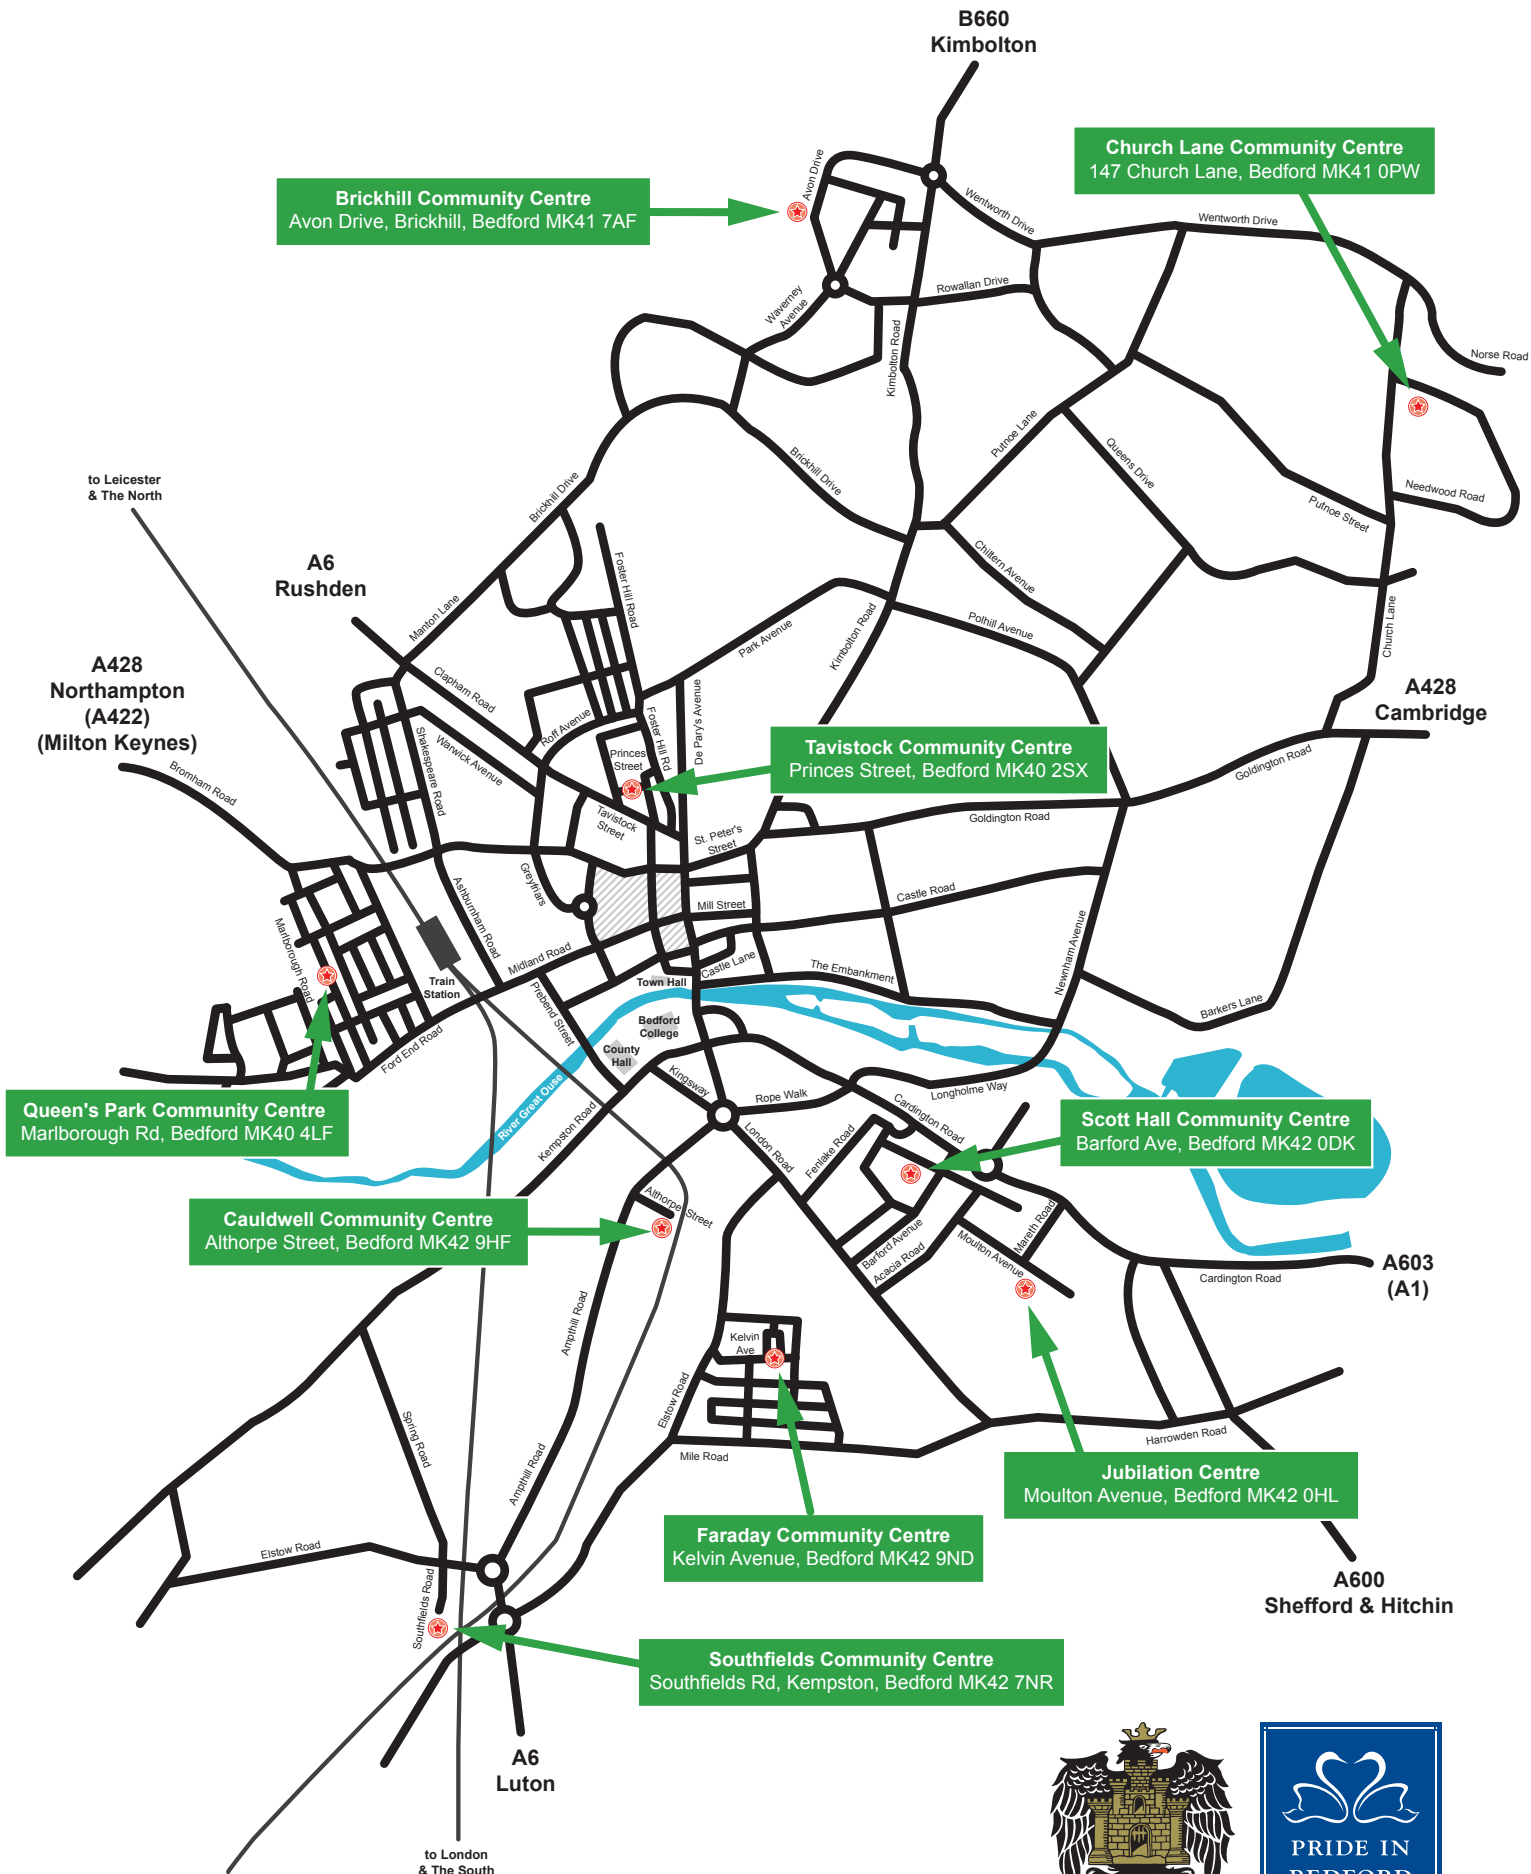 B660
Kimbolton
Church Lane Community Centre
147 Church Lane, Bedford MK41 0PW
Brickhill Community Centre
Avon Drive, Brickhill, Bedford MK41 7AF
Avon Drive
Wentworth Drive
Wentworth Drive
Rowallan Drive
Waverney
Avenue
Kimbolton Road
Norse Road
Putnoe Lane
Queens Drive
Brickhill Drive
Needwood Road
Putnoe Street
to Leicester
& The North
Brickhill Drive
A6
Rushden
Foster Hill Road
Chiltern Avenue
Manton Lane
Park Avenue
Kimbolton Road
Polhill Avenue
Church Lane
A428
Northampton
(A422)
(Milton Keynes)
Clapham Road
A428
Cambridge
Roff Avenue
Foster Hill Rd
De Pary's Avenue
Shakespeare Road
Warwick Avenue
Princes
Street
Tavistock Community Centre
Princes Street, Bedford MK40 2SX
Goldington Road
Bromham Road
Tavistock
Street
St. Peter's
Street
Goldington Road
Greyfriars
Ashburnham Road
Mill Street
Castle Road
Marlborough Road
Midland Road
Newnham Avenue
Castle Lane
The Embankment
Train
Station
Town Hall
Prebend Street
Barkers Lane
Bedford
College
County
Hall
Ford End Road
Kingsway
Rope Walk
Longholme Way
River Great Ouse
Kempston Road
Queen's Park Community Centre
Marlborough Rd, Bedford MK40 4LF
Cardington Road
London Road
Fenlake Road
Scott Hall Community Centre
Barford Ave, Bedford MK42 0DK
Althorpe Street
Cauldwell Community Centre
Althorpe Street, Bedford MK42 9HF
Mareth Road
Barford Avenue
Acacia Road
Moulton Avenue
A603
(A1)
Cardington Road
Ampthill Road
Kelvin
Ave
Elstow Road
Spring Road
Harrowden Road
Mile Road
Ampthill Road
Jubilation Centre
Moulton Avenue, Bedford MK42 0HL
Faraday Community Centre
Kelvin Avenue, Bedford MK42 9ND
Elstow Road
A600
Shefford & Hitchin
Southfields Road
Southfields Community Centre
Southfields Rd, Kempston, Bedford MK42 7NR
A6
Luton
to London
& The South
PRIDE IN
BEDFORD